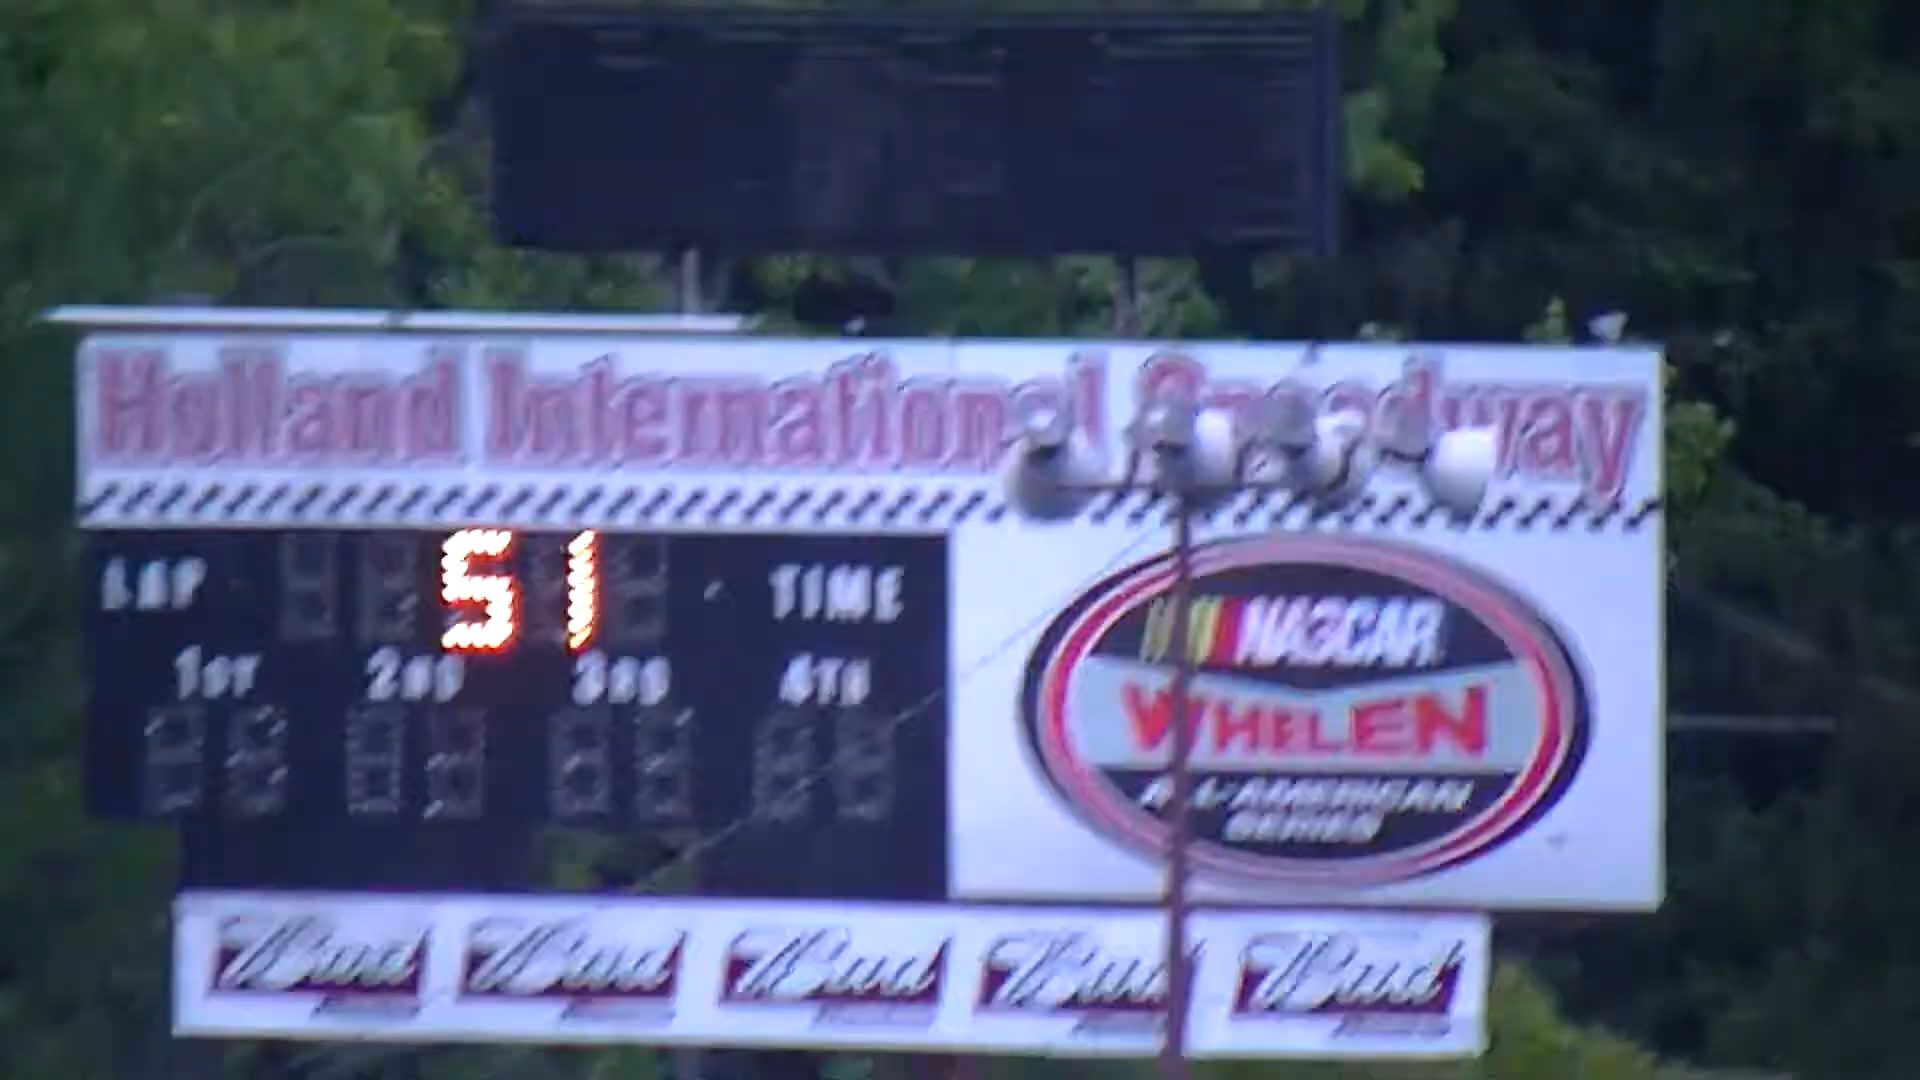 Holland International Speedway
LAP 51 TIME
1ST 2ND 3RD 4TH
NASCAR
WHELEN
ALL-AMERICAN
SERIES
Bud Bud Bud Bud Bud